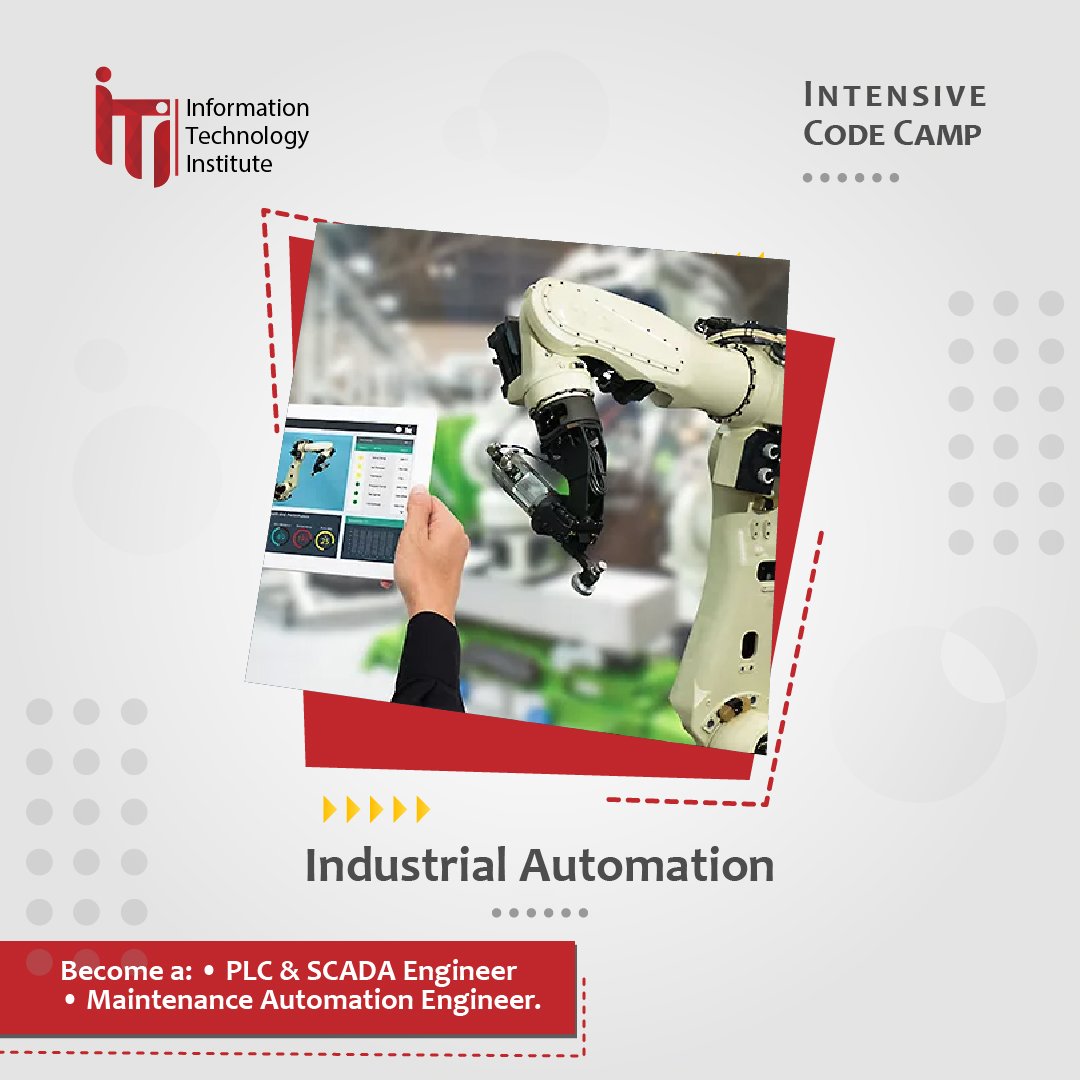 Information
Technology
Institute
INTENSIVE
CODE CAMP
Industrial Automation
Become a: • PLC & SCADA Engineer
• Maintenance Automation Engineer.